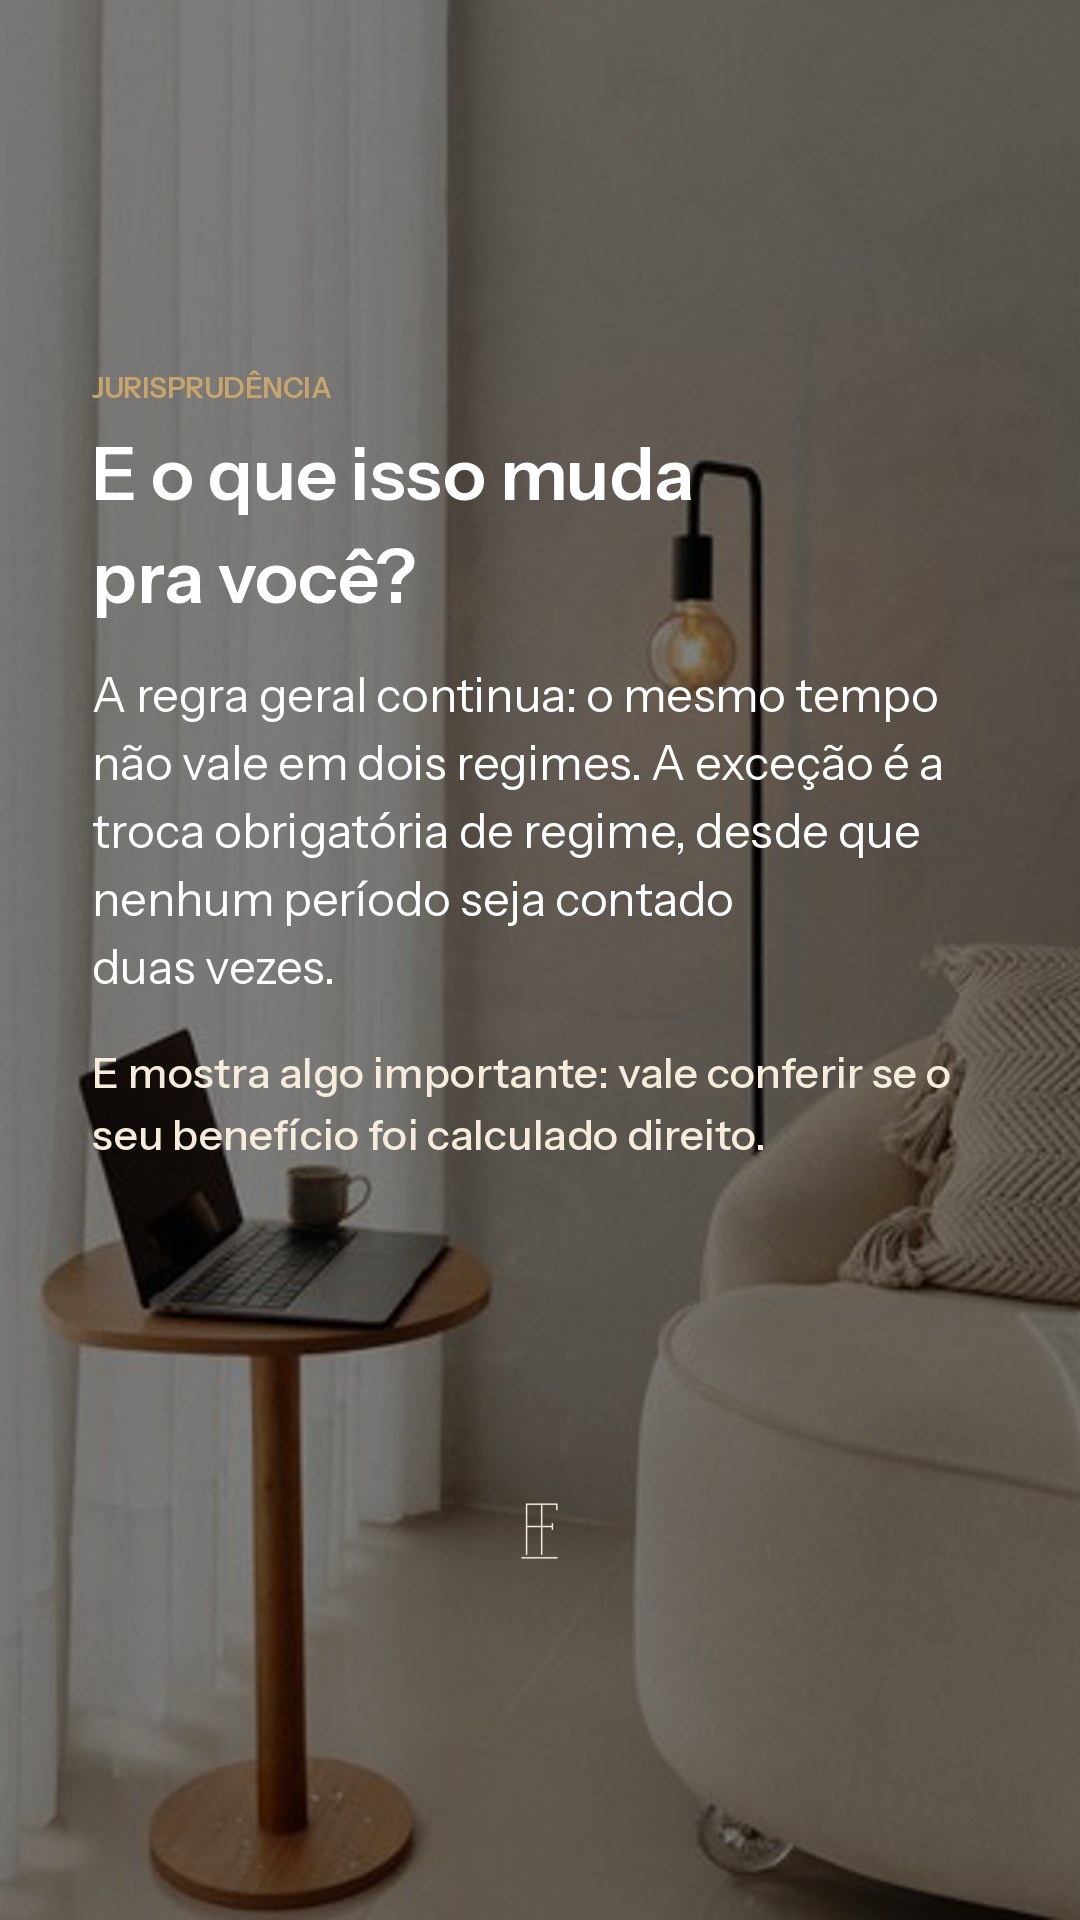 JURISPRUDÊNCIA
E o que isso muda
pra você?
A regra geral continua: o mesmo tempo
não vale em dois regimes. A exceção é a
troca obrigatória de regime, desde que
nenhum período seja contado
duas vezes.
E mostra algo importante: vale conferir se o
seu benefício foi calculado direito.